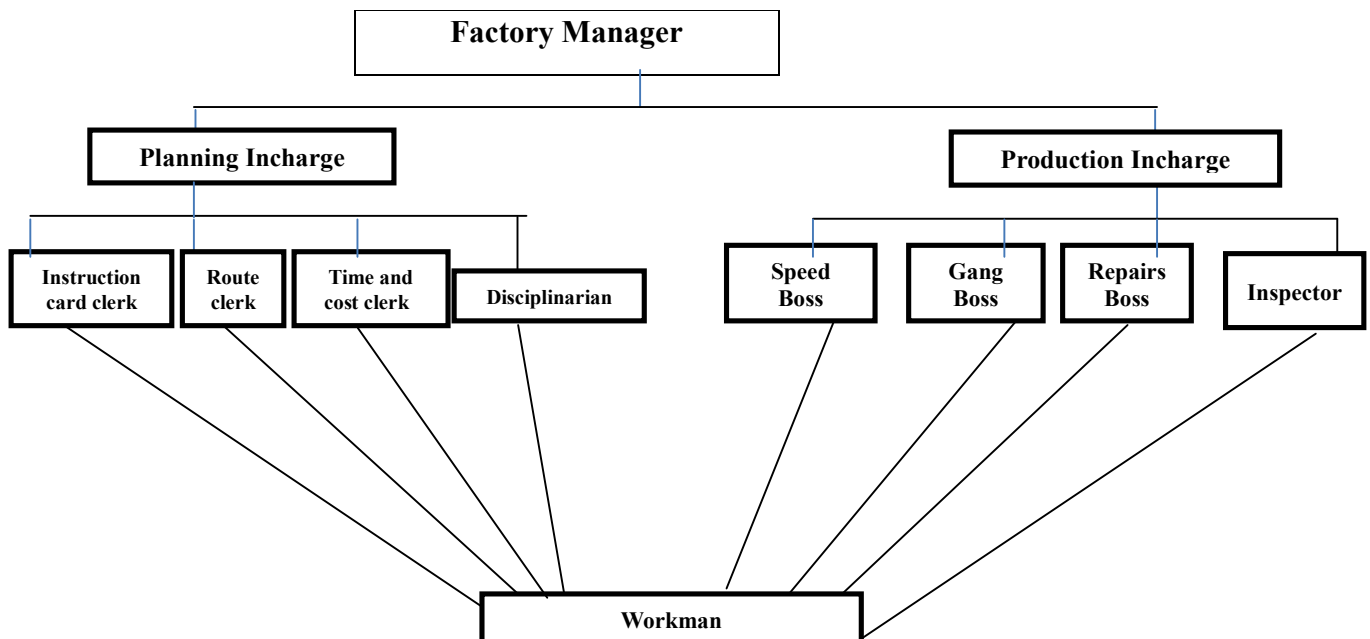 Factory Manager
Planning Incharge
Production Incharge
Instruction
card clerk
Route
clerk
Time and
cost clerk
Disciplinarian
Speed
Boss
Gang
Boss
Repairs
Boss
Inspector
Workman